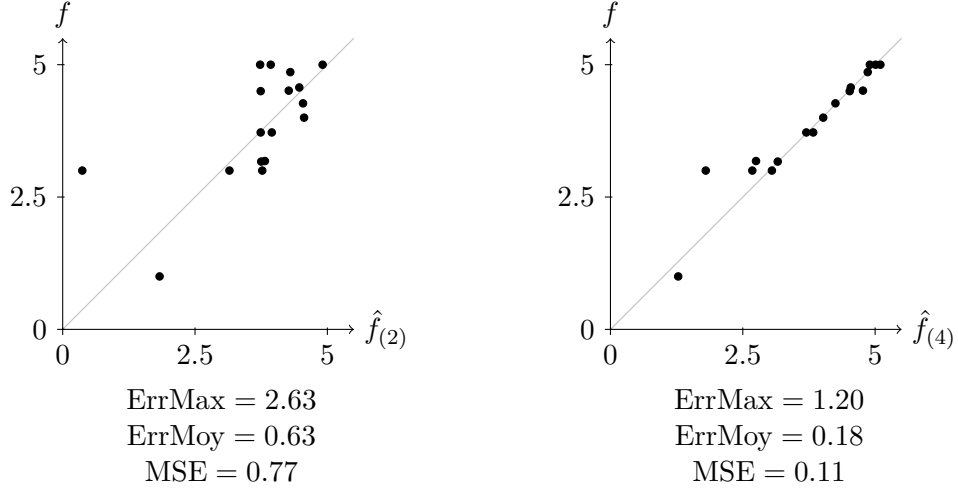 f
5
2.5
0
0 2.5 5 f̂(2)
ErrMax = 2.63
ErrMoy = 0.63
MSE = 0.77
f
5
2.5
0
0 2.5 5 f̂(4)
ErrMax = 1.20
ErrMoy = 0.18
MSE = 0.11